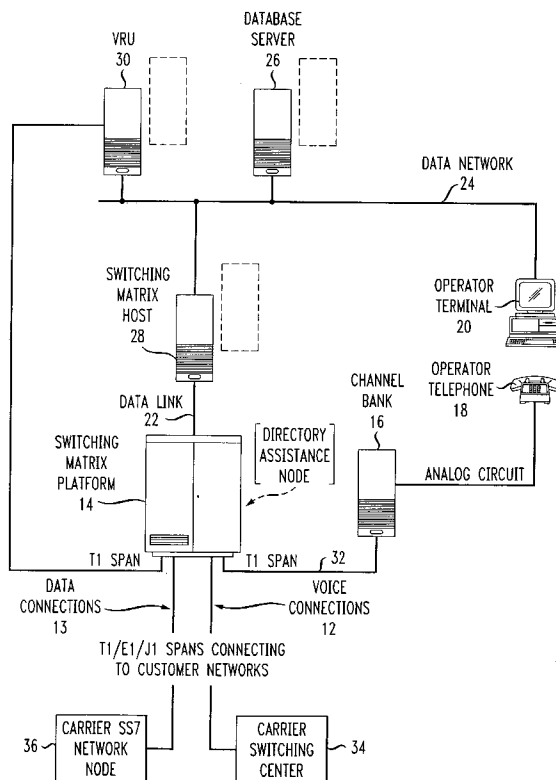 VRU
30
DATABASE
SERVER
26
DATA NETWORK
24
SWITCHING
MATRIX
HOST
28
OPERATOR
TERMINAL
20
OPERATOR
TELEPHONE
18
CHANNEL
BANK
16
DATA LINK
22
SWITCHING
MATRIX
PLATFORM
14
DIRECTORY
ASSISTANCE
NODE
ANALOG CIRCUIT
T1 SPAN
T1 SPAN
32
DATA
CONNECTIONS
13
VOICE
CONNECTIONS
12
T1/E1/J1 SPANS CONNECTING
TO CUSTOMER NETWORKS
36
CARRIER SS7
NETWORK
NODE
CARRIER
SWITCHING
CENTER
34